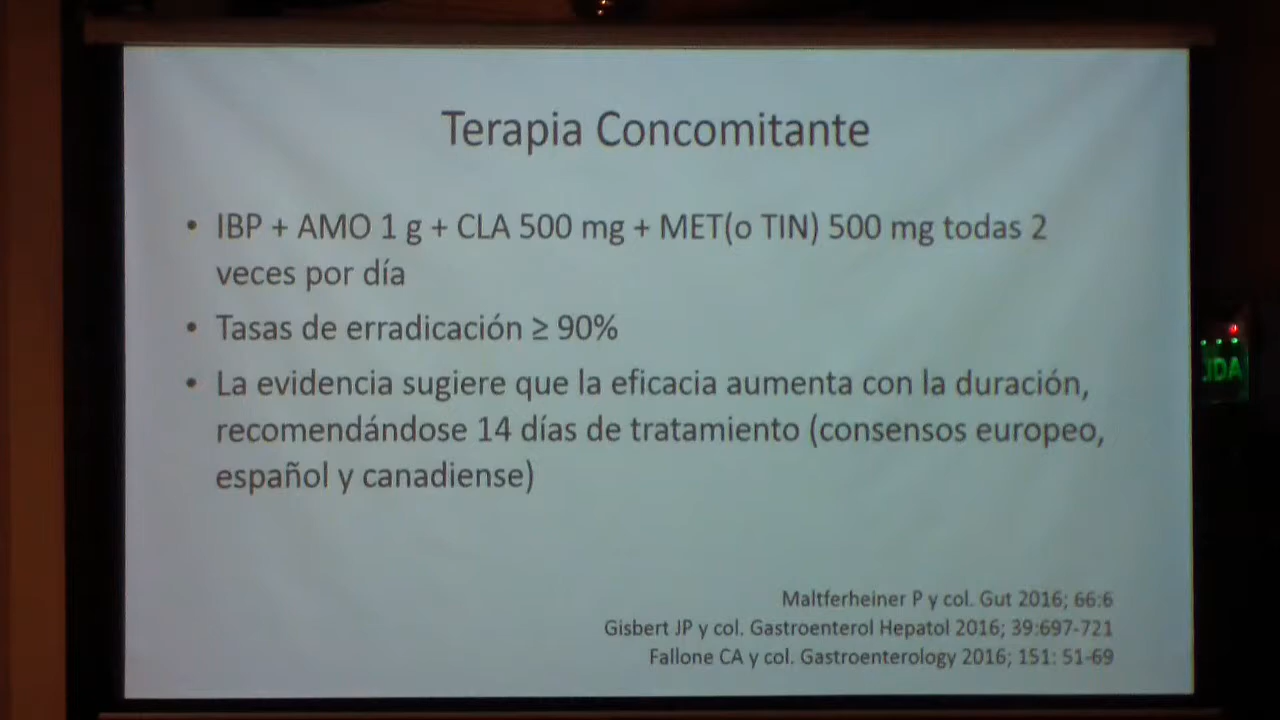 Terapia Concomitante
• IBP + AMO 1 g + CLA 500 mg + MET(o TIN) 500 mg todas 2
veces por día
• Tasas de erradicación ≥ 90%
• La evidencia sugiere que la eficacia aumenta con la duración,
recomendándose 14 días de tratamiento (consensos europeo,
español y canadiense)
Maltferheiner P y col. Gut 2016; 66:6
Gisbert JP y col. Gastroenterol Hepatol 2016; 39:697-721
Fallone CA y col. Gastroenterology 2016; 151: 51-69